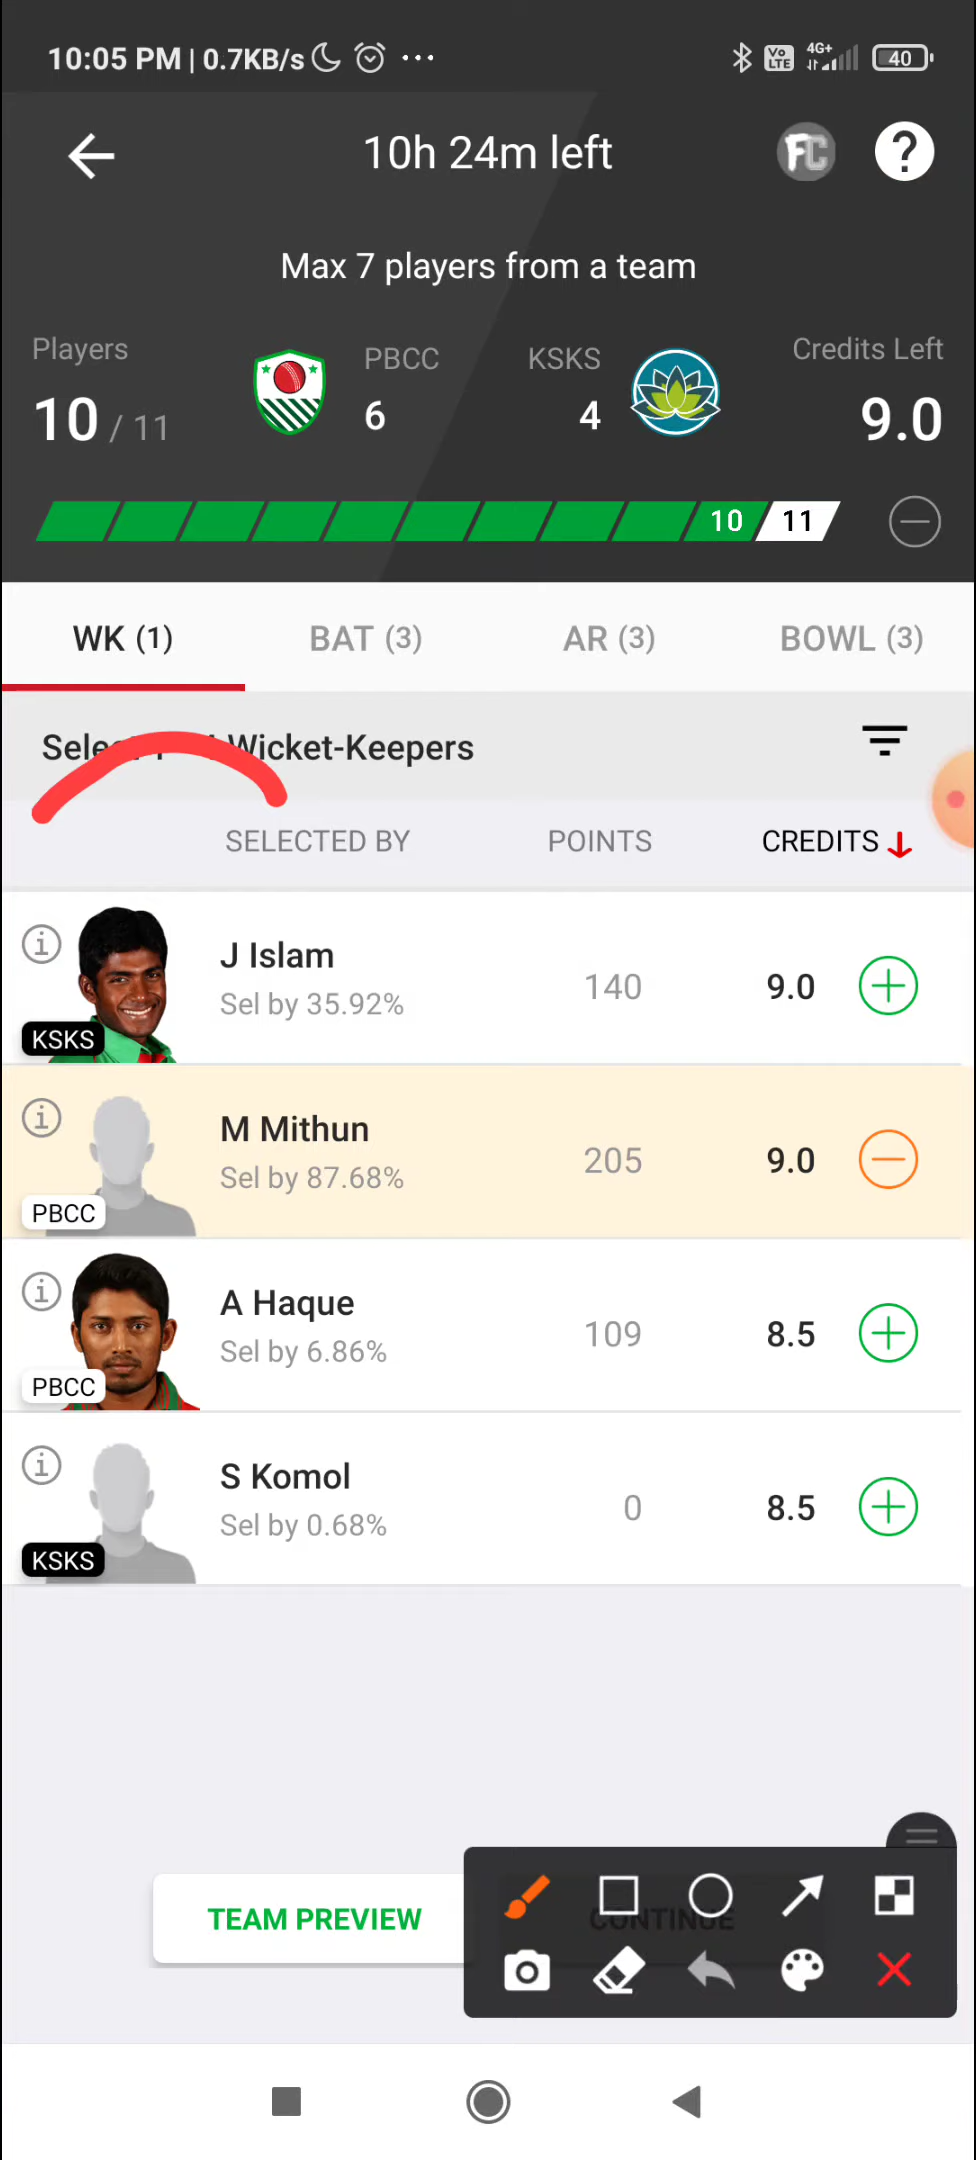 10:05 PM | 0.7KB/s ... Vo LTE 4G+ 40
10h 24m left FC ?
Max 7 players from a team
Players PBCC KSKS Credits Left
10 / 11 6 4 9.0
10 11
WK (1) BAT (3) AR (3) BOWL (3)
Wicket-Keepers
SELECTED BY POINTS CREDITS
J Islam
Sel by 35.92% 140 9.0
KSKS
M Mithun
Sel by 87.68% 205 9.0
PBCC
A Haque
Sel by 6.86% 109 8.5
PBCC
S Komol
Sel by 0.68% 0 8.5
KSKS
TEAM PREVIEW CONTINUE